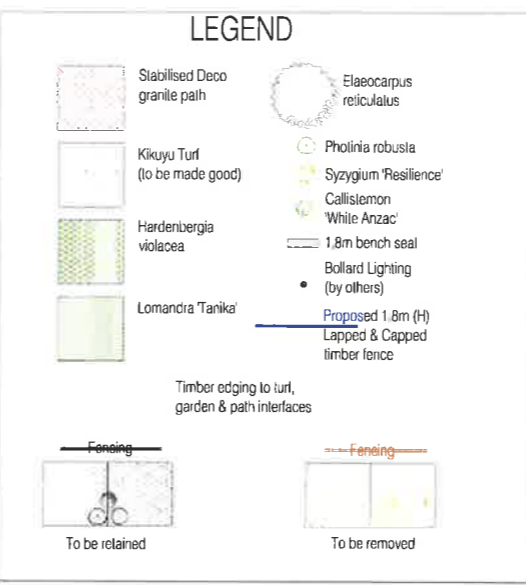 LEGEND
Stabilised Deco
granite path
Kikuyu Turf
(to be made good)
Hardenbergia
violacea
Lomandra 'Tanika'
Elaeocarpus
reticulatus
Photinia robusta
Syzygium 'Resilience'
Callistemon
'White Anzac'
1.8m bench seat
Bollard Lighting
(by others)
Proposed 1.8m (H)
Lapped & Capped
timber fence
Timber edging to turf,
garden & path interfaces
Fencing
To be retained
Fencing
To be removed